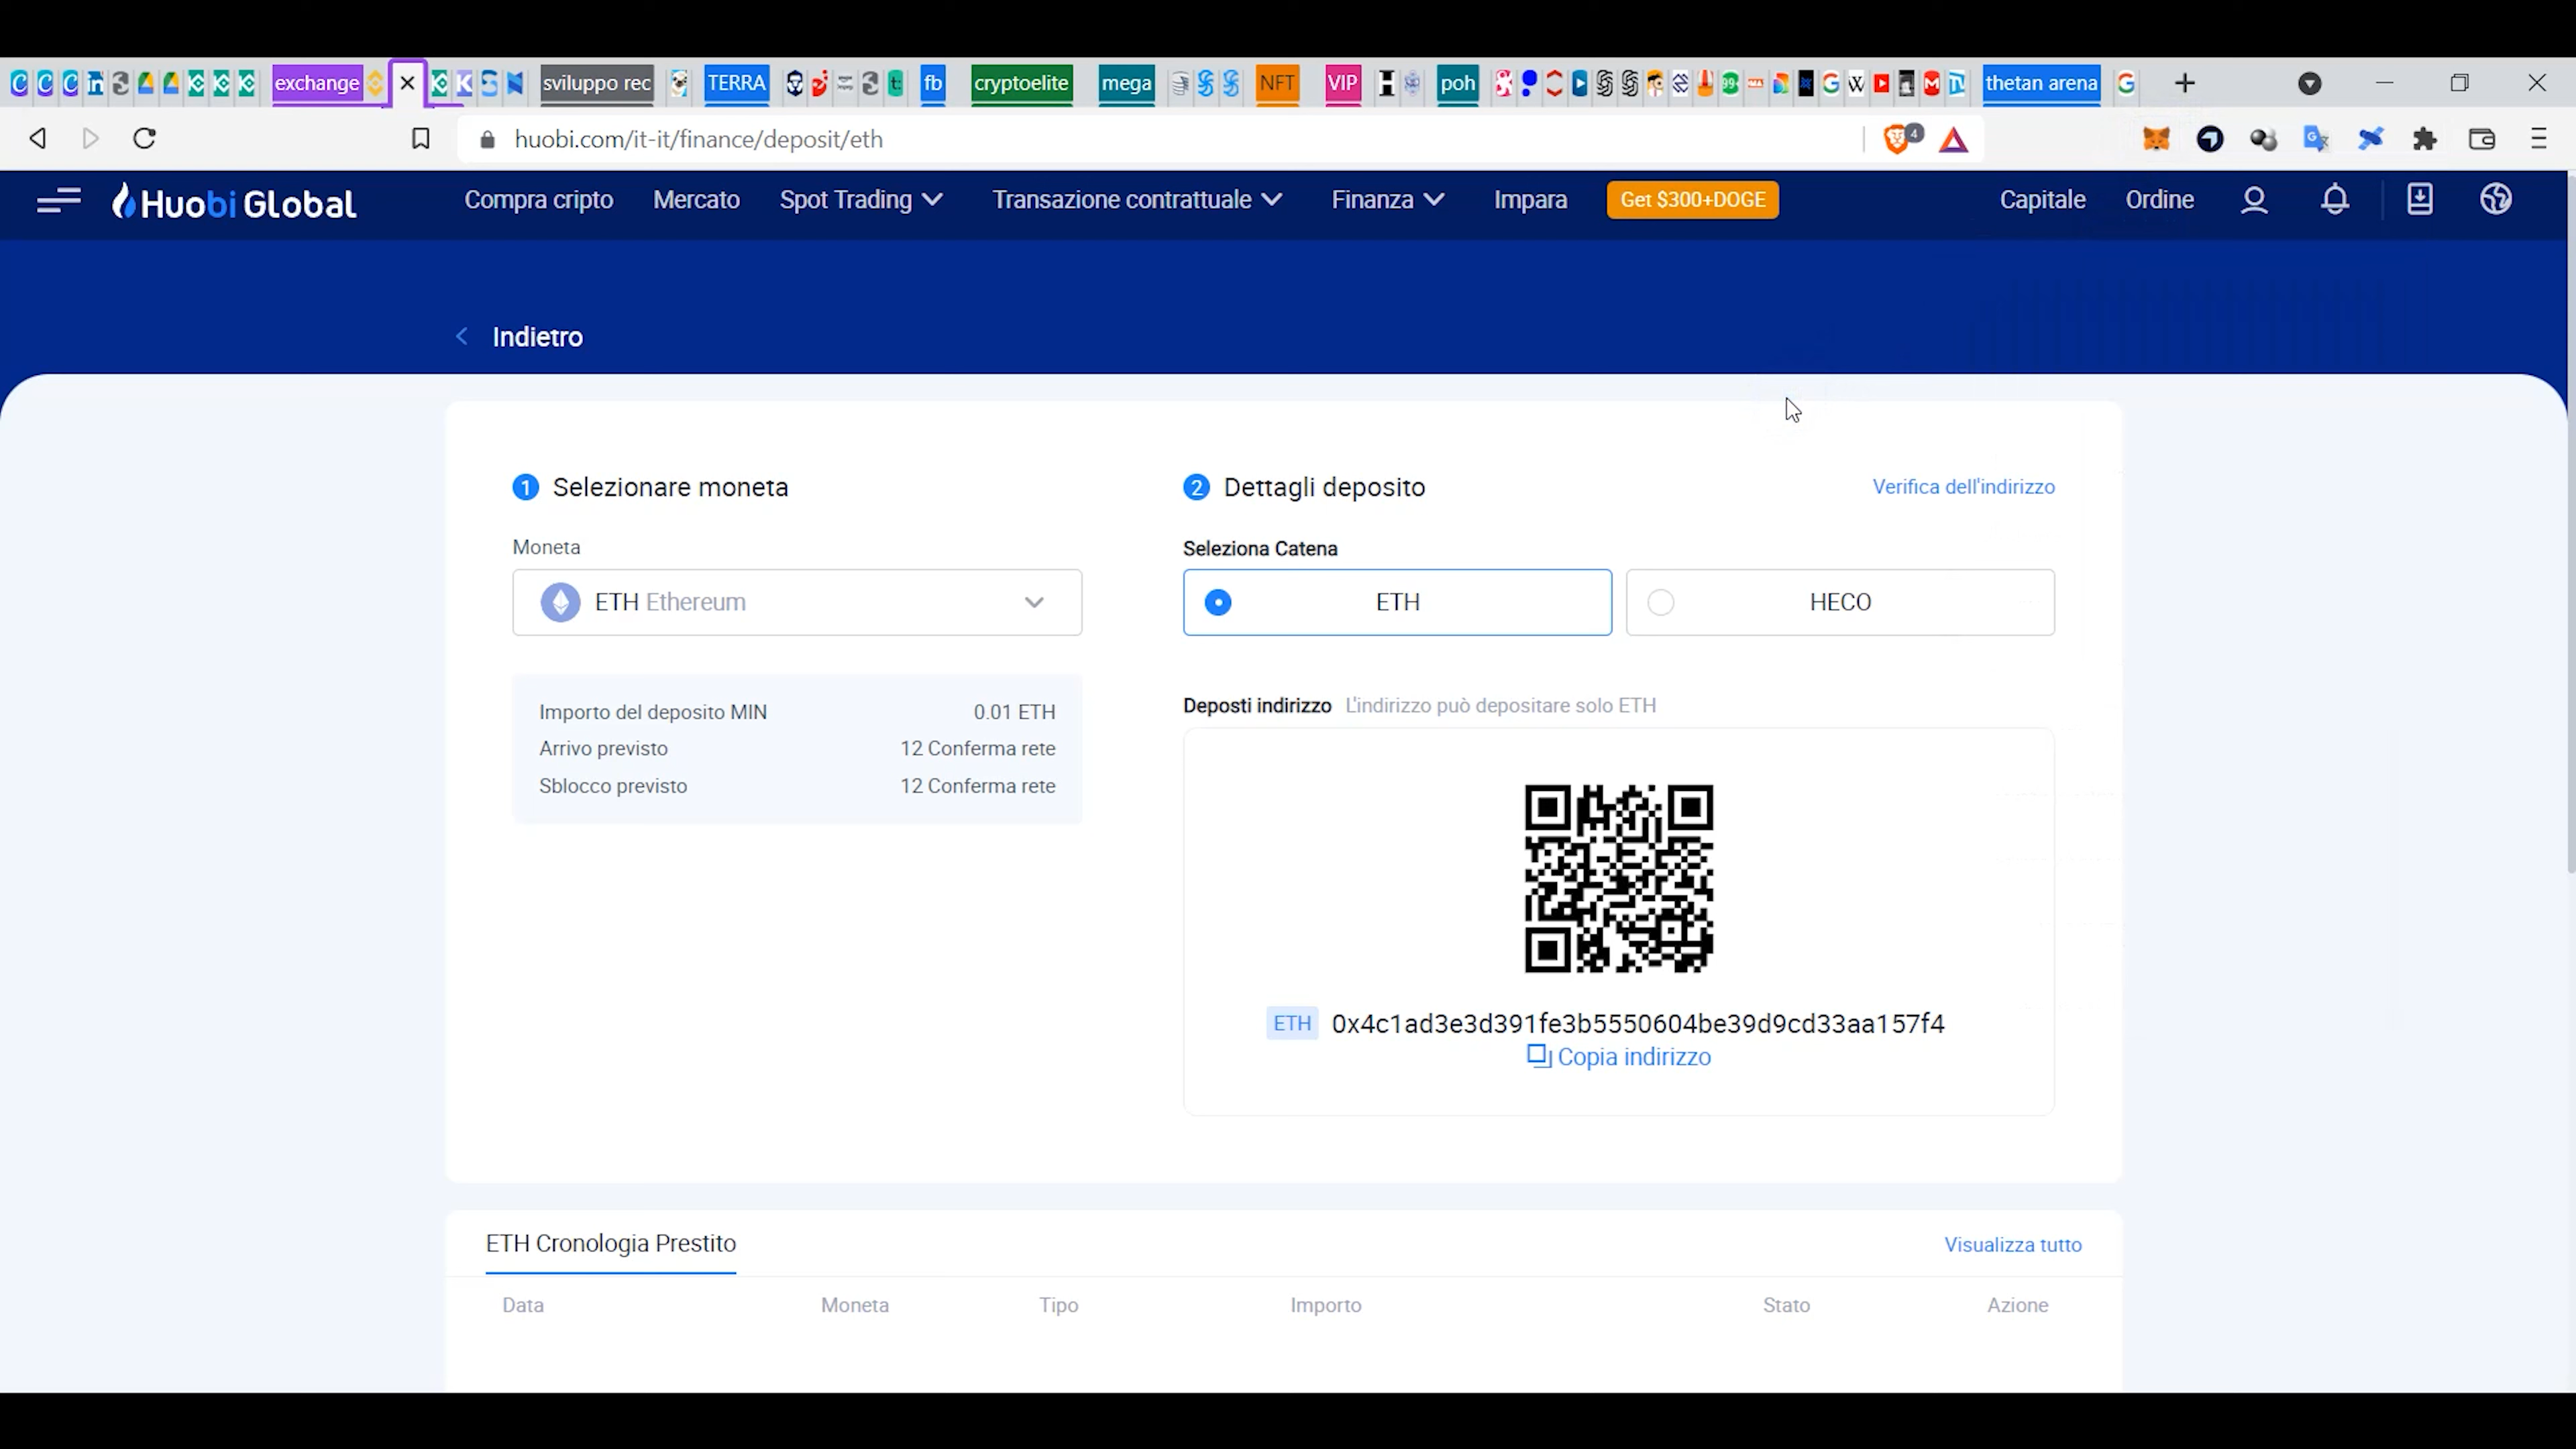 exchange sviluppo rec TERRA fb cryptoelite mega NFT VIP poh thetan arena
huobi.com/it-it/finance/deposit/eth 4
Huobi Global Compra cripto Mercato Spot Trading Transazione contrattuale Finanza Impara Get $300+DOGE Capitale Ordine
Indietro
1 Selezionare moneta
Moneta
ETH Ethereum
Importo del deposito MIN 0.01 ETH
Arrivo previsto 12 Conferma rete
Sblocco previsto 12 Conferma rete
2 Dettagli deposito Verifica dell'indirizzo
Seleziona Catena
ETH HECO
Deposti indirizzo L'indirizzo può depositare solo ETH
ETH 0x4c1ad3e3d391fe3b5550604be39d9cd33aa157f4
Copia indirizzo
ETH Cronologia Prestito Visualizza tutto
Data Moneta Tipo Importo Stato Azione